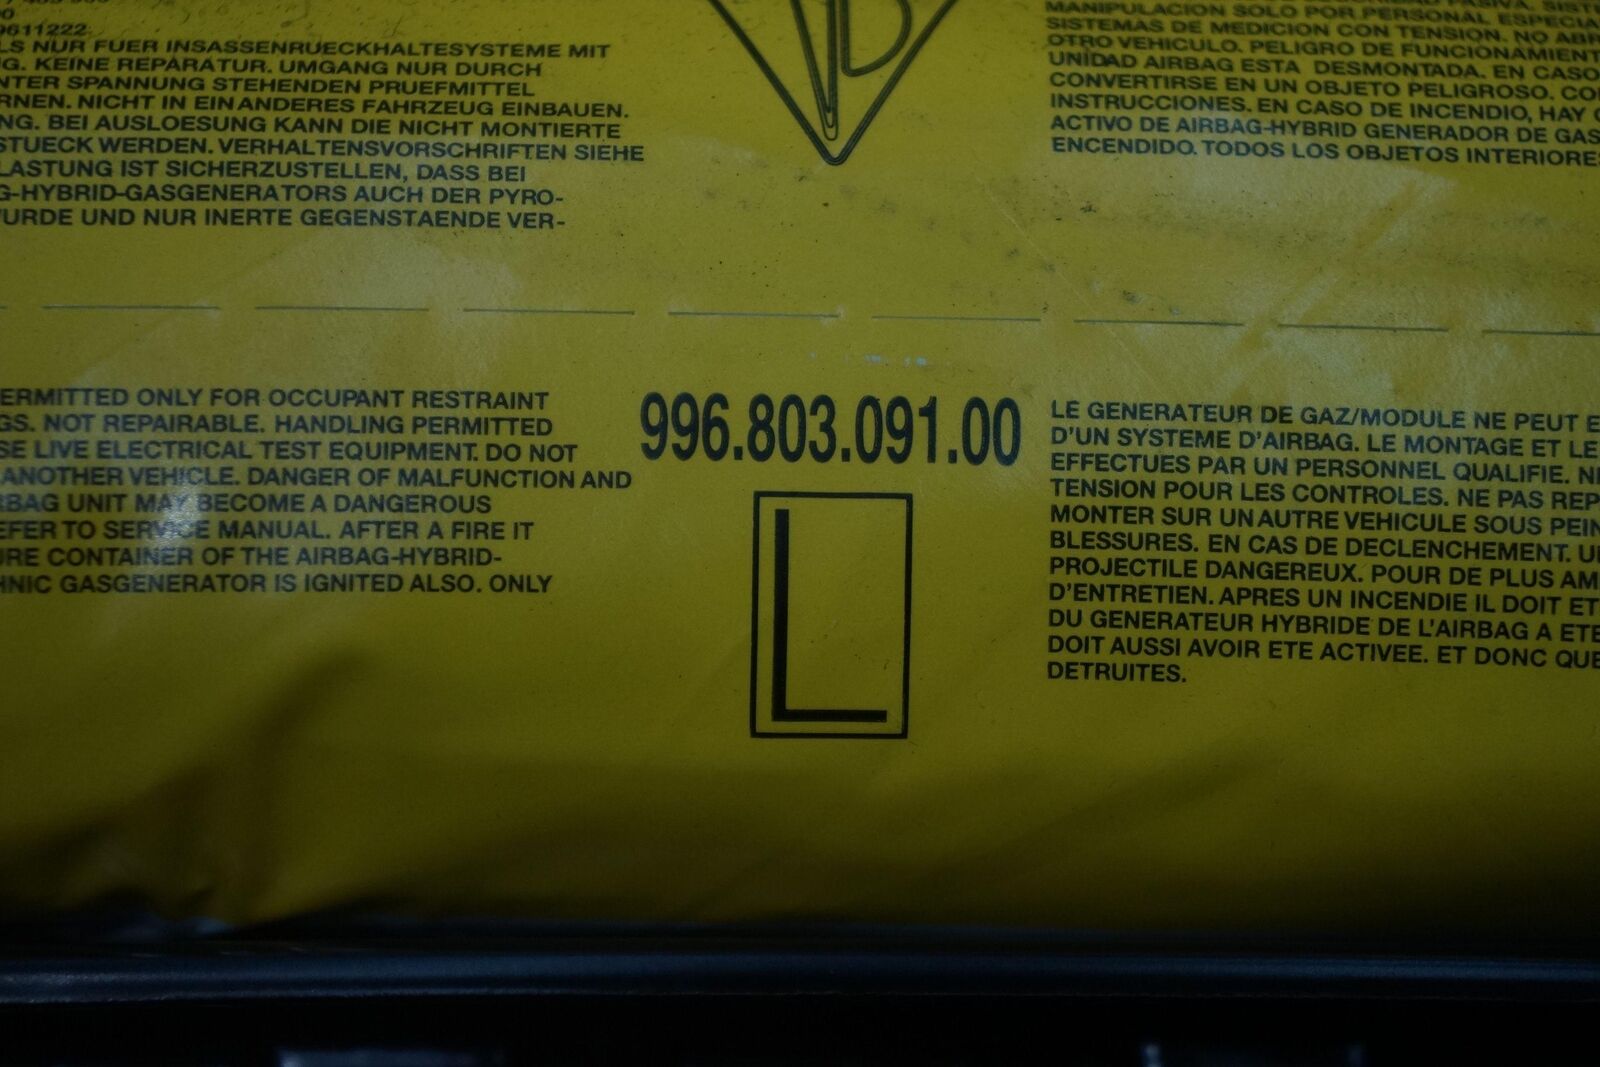 9611222
LS NUR FUER INSASSENRUECKHALTESYSTEME MIT
G. KEINE REPARATUR. UMGANG NUR DURCH
NTER SPANNUNG STEHENDEN PRUEFMITTEL
RNEN. NICHT IN EIN ANDERES FAHRZEUG EINBAUEN.
NG. BEI AUSLOESUNG KANN DIE NICHT MONTIERTE
STUECK WERDEN. VERHALTENSVORSCHRIFTEN SIEHE
LASTUNG IST SICHERZUSTELLEN, DASS BEI
G-HYBRID-GASGENERATORS AUCH DER PYRO-
WURDE UND NUR INERTE GEGENSTAENDE VER-
MANIPULACION SOLO POR PERSONAL ESPECIA
SISTEMAS DE MEDICION CON TENSION. NO ABR
OTRO VEHICULO. PELIGRO DE FUNCIONAMIENT
UNIDAD AIRBAG ESTA DESMONTADA. EN CASO
CONVERTIRSE EN UN OBJETO PELIGROSO. CO
INSTRUCCIONES. EN CASO DE INCENDIO, HAY
ACTIVO DE AIRBAG-HYBRID GENERADOR DE GAS
ENCENDIDO. TODOS LOS OBJETOS INTERIORES
ERMITTED ONLY FOR OCCUPANT RESTRAINT
GS. NOT REPAIRABLE. HANDLING PERMITTED
SE LIVE ELECTRICAL TEST EQUIPMENT. DO NOT
ANOTHER VEHICLE. DANGER OF MALFUNCTION AND
RBAG UNIT MAY BECOME A DANGEROUS
EFER TO SERVICE MANUAL. AFTER A FIRE IT
URE CONTAINER OF THE AIRBAG-HYBRID-
HNIC GASGENERATOR IS IGNITED ALSO. ONLY
996.803.091.00
L
LE GENERATEUR DE GAZ/MODULE NE PEUT E
D'UN SYSTEME D'AIRBAG. LE MONTAGE ET LE
EFFECTUES PAR UN PERSONNEL QUALIFIE. NE
TENSION POUR LES CONTROLES. NE PAS REP
MONTER SUR UN AUTRE VEHICULE SOUS PEIN
BLESSURES. EN CAS DE DECLENCHEMENT. U
PROJECTILE DANGEREUX. POUR DE PLUS AM
D'ENTRETIEN. APRES UN INCENDIE IL DOIT ET
DU GENERATEUR HYBRIDE DE L'AIRBAG A ETE
DOIT AUSSI AVOIR ETE ACTIVEE. ET DONC QUE
DETRUITES.